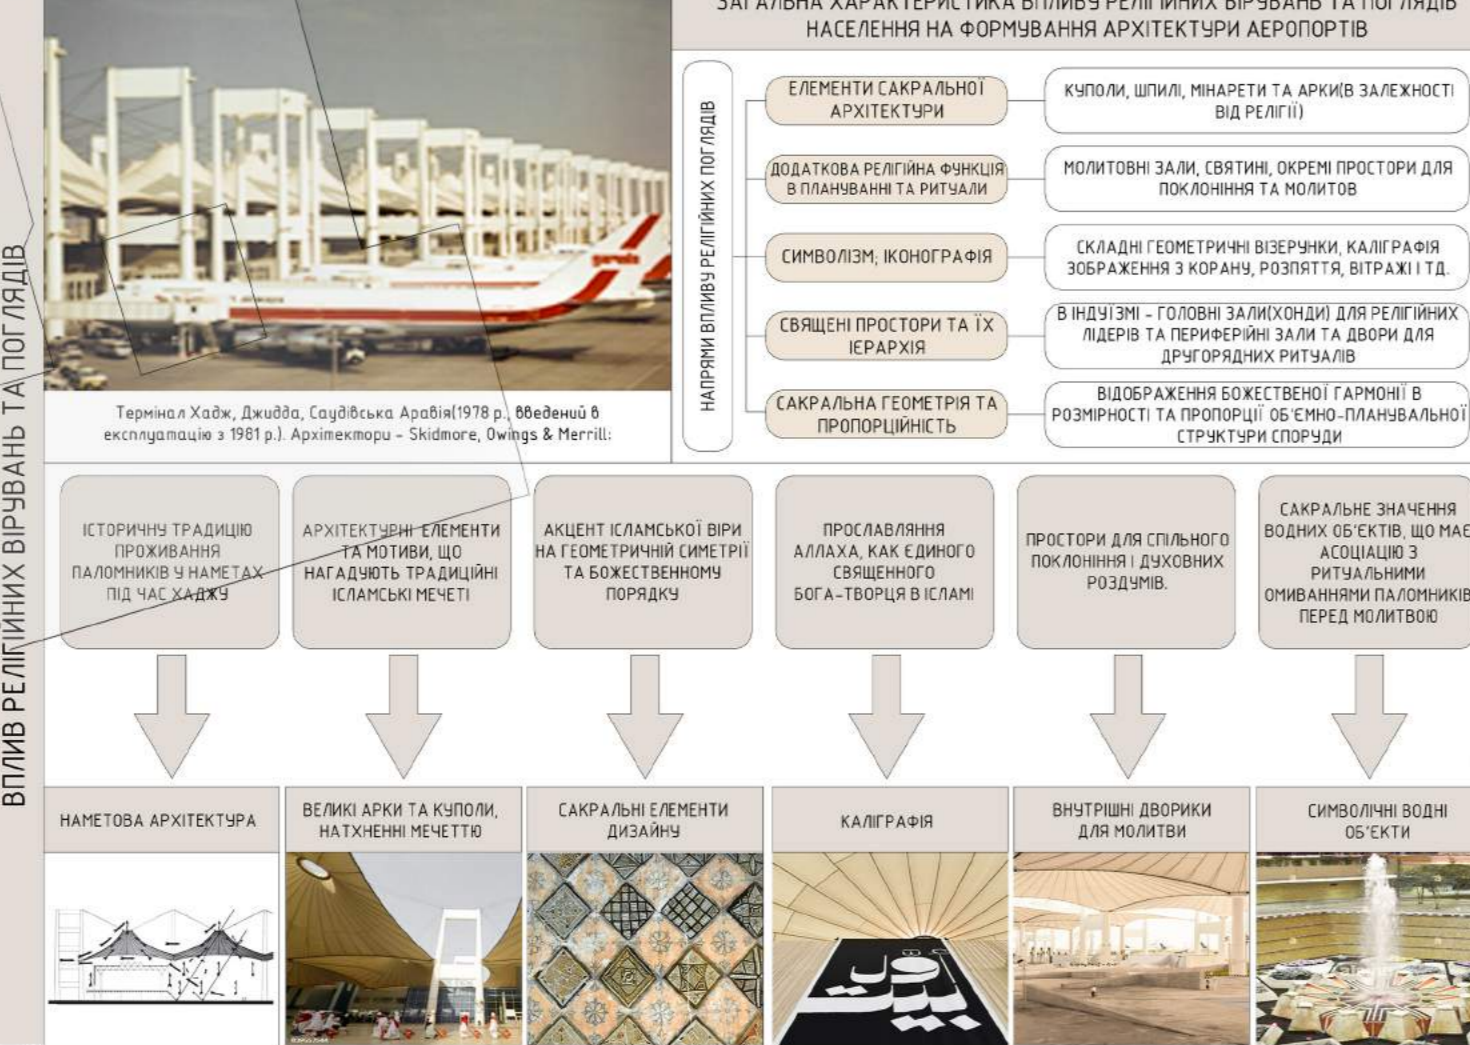 ВПЛИВ РЕЛІГІЙНИХ ВІРУВАНЬ ТА ПОГЛЯДІВ
ЗАГАЛЬНА ХАРАКТЕРИСТИКА ВПЛИВУ РЕЛІГІЙНИХ ВІРУВАНЬ ТА ПОГЛЯДІВ
НАСЕЛЕННЯ НА ФОРМУВАННЯ АРХІТЕКТУРИ АЕРОПОРТІВ
Термінал Хадж, Джидда, Саудівська Аравія(1978 р., введений в
експлуатацію з 1981 р.). Архітектори – Skidmore, Owings & Merrill:
НАПРЯМИ ВПЛИВУ РЕЛІГІЙНИХ ПОГЛЯДІВ
ЕЛЕМЕНТИ САКРАЛЬНОЇ
АРХІТЕКТУРИ
КУПОЛИ, ШПИЛІ, МІНАРЕТИ ТА АРКИ(В ЗАЛЕЖНОСТІ
ВІД РЕЛІГІЇ)
ДОДАТКОВА РЕЛІГІЙНА ФУНКЦІЯ
В ПЛАНУВАННІ ТА РИТУАЛИ
МОЛИТОВНІ ЗАЛИ, СВЯТИНІ, ОКРЕМІ ПРОСТОРИ ДЛЯ
ПОКЛОНІННЯ ТА МОЛИТОВ
СИМВОЛІЗМ; ІКОНОГРАФІЯ
СКЛАДНІ ГЕОМЕТРИЧНІ ВІЗЕРУНКИ, КАЛІГРАФІЯ
ЗОБРАЖЕННЯ З КОРАНУ, РОЗПЯТТЯ, ВІТРАЖІ І ТД.
СВЯЩЕНІ ПРОСТОРИ ТА ЇХ
ІЄРАРХІЯ
В ІНДУЇЗМІ – ГОЛОВНІ ЗАЛИ(ХОНДИ) ДЛЯ РЕЛІГІЙНИХ
ЛІДЕРІВ ТА ПЕРИФЕРІЙНІ ЗАЛИ ТА ДВОРИ ДЛЯ
ДРУГОРЯДНИХ РИТУАЛІВ
САКРАЛЬНА ГЕОМЕТРІЯ ТА
ПРОПОРЦІЙНІСТЬ
ВІДОБРАЖЕННЯ БОЖЕСТВЕНОЇ ГАРМОНІЇ В
РОЗМІРНОСТІ ТА ПРОПОРЦІЇ ОБ'ЄМНО-ПЛАНУВАЛЬНОЇ
СТРУКТУРИ СПОРУДИ
ІСТОРИЧНУ ТРАДИЦІЮ
ПРОЖИВАННЯ
ПАЛОМНИКІВ У НАМЕТАХ
ПІД ЧАС ХАДЖУ
АРХІТЕКТУРНІ ЕЛЕМЕНТИ
ТА МОТИВИ, ЩО
НАГАДУЮТЬ ТРАДИЦІЙНІ
ІСЛАМСЬКІ МЕЧЕТІ
АКЦЕНТ ІСЛАМСЬКОЇ ВІРИ
НА ГЕОМЕТРИЧНІЙ СИМЕТРІЇ
ТА БОЖЕСТВЕННОМУ
ПОРЯДКУ
ПРОСЛАВЛЯННЯ
АЛЛАХА, ЯК ЄДИНОГО
СВЯЩЕННОГО
БОГА-ТВОРЦЯ В ІСЛАМІ
ПРОСТОРИ ДЛЯ СПІЛЬНОГО
ПОКЛОНІННЯ І ДУХОВНИХ
РОЗДУМІВ.
САКРАЛЬНЕ ЗНАЧЕННЯ
ВОДНИХ ОБ'ЄКТІВ, ЩО МАЄ
АСОЦІАЦІЮ З
РИТУАЛЬНИМИ
ОМИВАННЯМИ ПАЛОМНИКІВ
ПЕРЕД МОЛИТВОЮ
НАМЕТОВА АРХІТЕКТУРА
ВЕЛИКІ АРКИ ТА КУПОЛИ,
НАТХНЕННІ МЕЧЕТТЮ
САКРАЛЬНІ ЕЛЕМЕНТИ
ДИЗАЙНУ
КАЛІГРАФІЯ
ВНУТРІШНІ ДВОРИКИ
ДЛЯ МОЛИТВИ
СИМВОЛІЧНІ ВОДНІ
ОБ'ЄКТИ